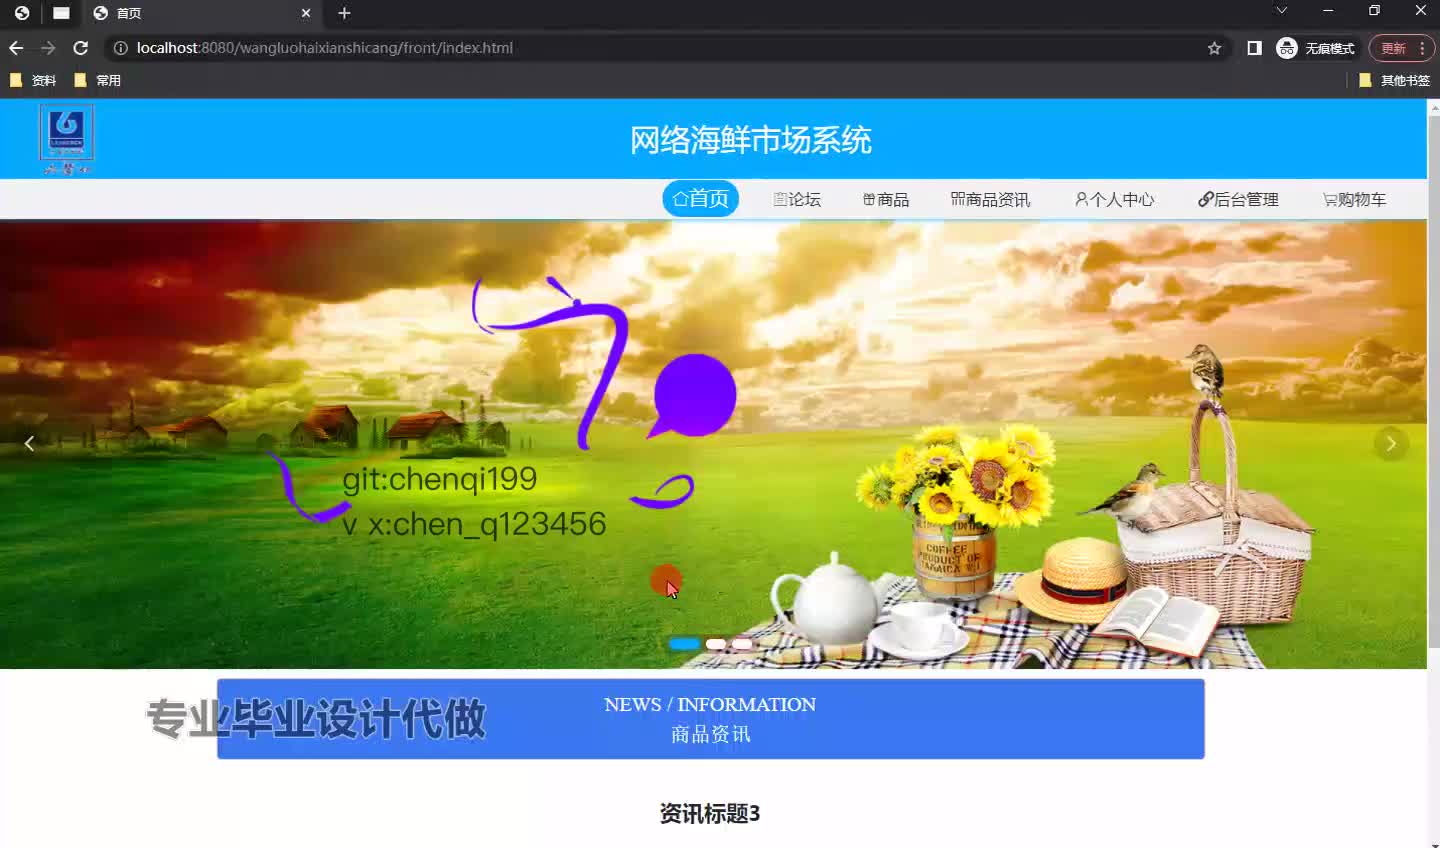 首页
localhost:8080/wangluohaixianshicang/front/index.html
无痕模式
更新
资料
常用
其他书签
网络海鲜市场系统
首页
论坛
商品
商品资讯
个人中心
后台管理
购物车
git:chenqi199
v x:chen_q123456
COFFEE
PRODUCT OF
JAMAICA
专业毕业设计代做
NEWS / INFORMATION
商品资讯
资讯标题3